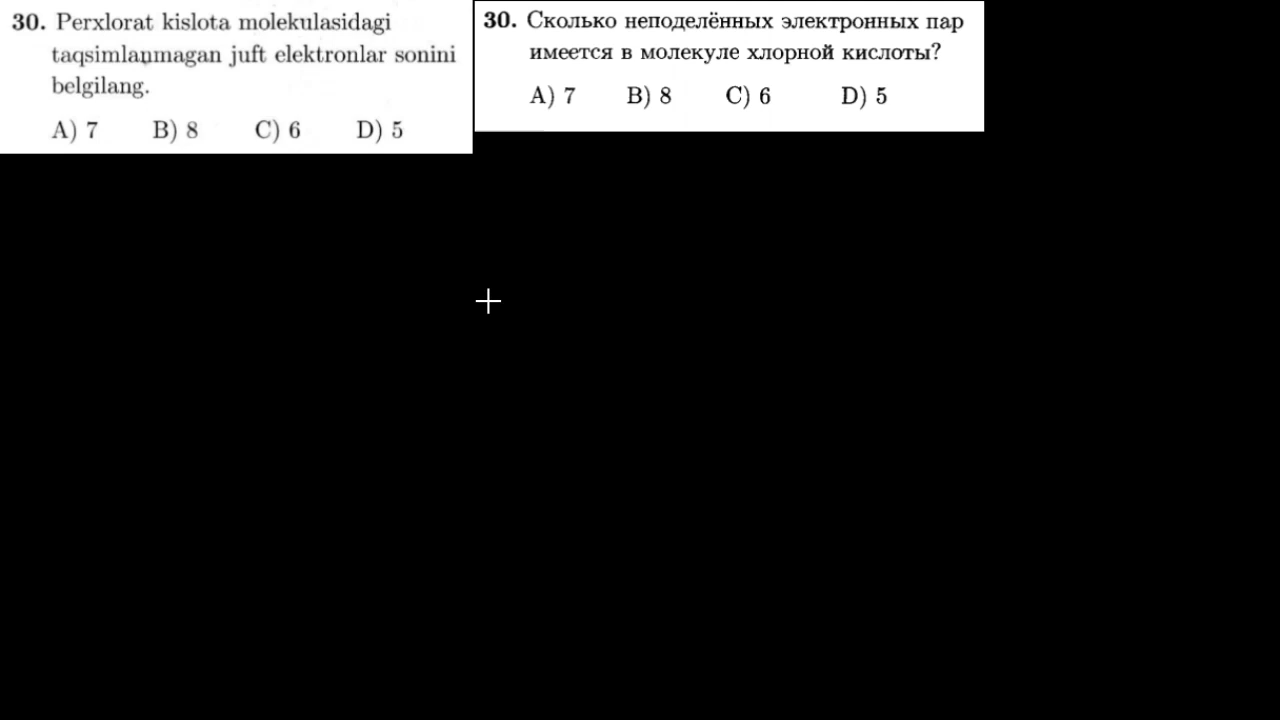 30. Perxlorat kislota molekulasidagi
taqsimlanmagan juft elektronlar sonini
belgilang.
A) 7 B) 8 C) 6 D) 5
30. Сколько неподелённых электронных пар
имеется в молекуле хлорной кислоты?
A) 7 B) 8 C) 6 D) 5